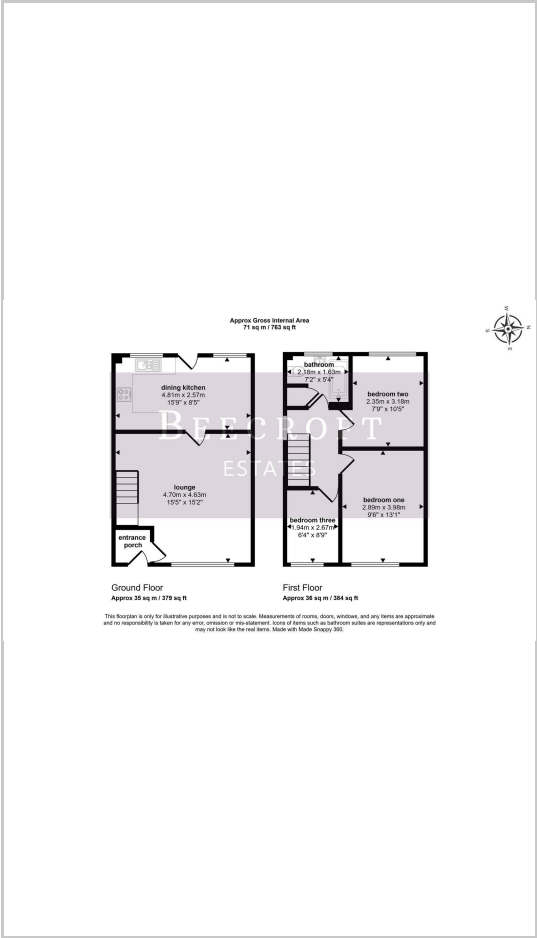 Approx Gross Internal Area
71 sq m / 763 sq ft
W
N
S
E
dining kitchen
4.81m x 2.57m
15'9" x 8'5"
bathroom
2.18m x 1.63m
7'2" x 5'4"
bedroom two
2.35m x 3.18m
7'9" x 10'5"
BEECROFT
ESTATES
lounge
4.70m x 4.63m
15'5" x 15'2"
bedroom one
2.89m x 3.98m
9'6" x 13'1"
bedroom three
1.94m x 2.67m
6'4" x 8'9"
entrance
porch
Ground Floor
Approx 35 sq m / 379 sq ft
First Floor
Approx 36 sq m / 384 sq ft
This floorplan is only for illustrative purposes and is not to scale. Measurements of rooms, doors, windows, and any items are approximate
and no responsibility is taken for any error, omission or mis-statement. Icons of items such as bathroom suites are representations only and
may not look like the real items. Made with Made Snappy 360.